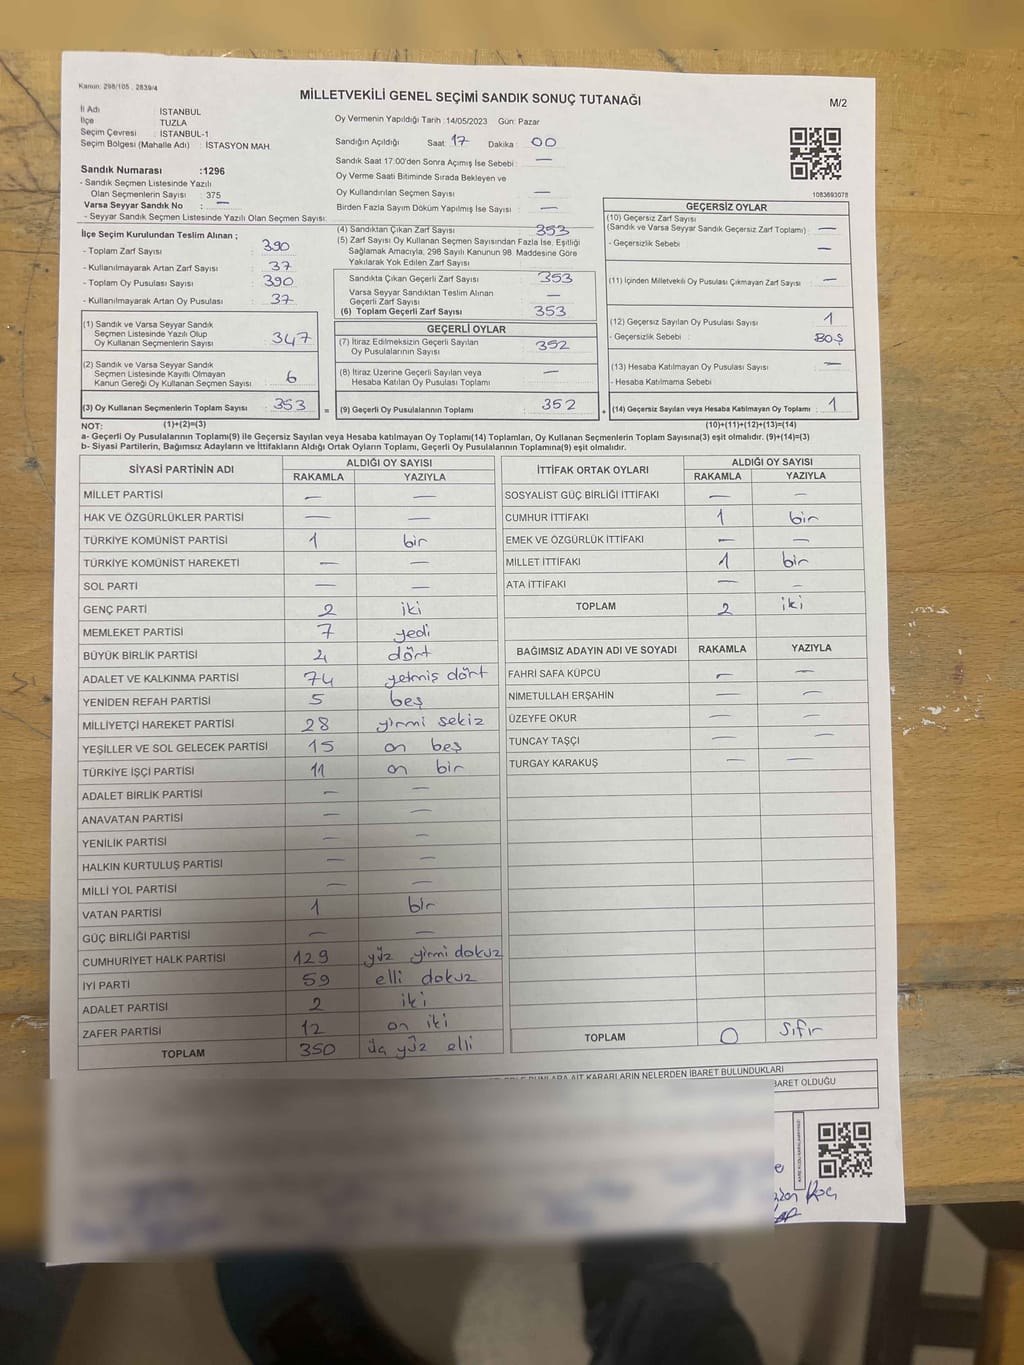 Kanun: 298/105 , 2839/4
MİLLETVEKİLİ GENEL SEÇİMİ SANDIK SONUÇ TUTANAĞI
M/2
İl Adı : İSTANBUL
İlçe : TUZLA
Seçim Çevresi : İSTANBUL-1
Seçim Bölgesi (Mahalle Adı) : İSTASYON MAH.
Sandık Numarası :1296
- Sandık Seçmen Listesinde Yazılı
Olan Seçmenlerin Sayısı : 375
Varsa Seyyar Sandık No : —
- Seyyar Sandık Seçmen Listesinde Yazılı Olan Seçmen Sayısı:
Oy Vermenin Yapıldığı Tarih :14/05/2023 Gün: Pazar
Sandığın Açıldığı Saat: 17 Dakika : 00
Sandık Saat 17:00'den Sonra Açımış İse Sebebi : —
Oy Verme Saati Bitiminde Sırada Bekleyen ve
Oy Kullandırılan Seçmen Sayısı : —
Birden Fazla Sayım Döküm Yapılmış İse Sayısı : —
1083693078
İlçe Seçim Kurulundan Teslim Alınan ;
- Toplam Zarf Sayısı : 390
- Kullanılmayarak Artan Zarf Sayısı : 37
- Toplam Oy Pusulası Sayısı : 390
- Kullanılmayarak Artan Oy Pusulası : 37
(4) Sandıktan Çıkan Zarf Sayısı : 353
(5) Zarf Sayısı Oy Kullanan Seçmen Sayısından Fazla İse, Eşitliği
Sağlamak Amacıyla, 298 Sayılı Kanunun 98. Maddesine Göre
Yakılarak Yok Edilen Zarf Sayısı :
Sandıkta Çıkan Geçerli Zarf Sayısı : 353
Varsa Seyyar Sandıktan Teslim Alınan
Geçerli Zarf Sayısı : —
(6) Toplam Geçerli Zarf Sayısı : 353
GEÇERSİZ OYLAR
(10) Geçersiz Zarf Sayısı
(Sandık ve Varsa Seyyar Sandık Geçersiz Zarf Toplamı) : —
- Geçersizlik Sebebi : —
(11) İçinden Milletvekili Oy Pusulası Çıkmayan Zarf Sayısı : —
(12) Geçersiz Sayılan Oy Pusulası Sayısı : 1
- Geçersizlik Sebebi : BOŞ
(13) Hesaba Katılmayan Oy Pusulası Sayısı : —
- Hesaba Katılmama Sebebi
(1) Sandık ve Varsa Seyyar Sandık
Seçmen Listesinde Yazılı Olup
Oy Kullanan Seçmenlerin Sayısı : 347
(2) Sandık ve Varsa Seyyar Sandık
Seçmen Listesinde Kayıtlı Olmayan
Kanun Gereği Oy Kullanan Seçmen Sayısı : 6
GEÇERLİ OYLAR
(7) İtiraz Edilmeksizin Geçerli Sayılan
Oy Pusulalarının Sayısı : 352
(8) İtiraz Üzerine Geçerli Sayılan veya
Hesaba Katılan Oy Pusulası Toplamı : —
(3) Oy Kullanan Seçmenlerin Toplam Sayısı : 353 = (9) Geçerli Oy Pusulalarının Toplamı : 352 + (14) Geçersiz Sayılan veya Hesaba Katılmayan Oy Toplamı : 1
NOT: (1)+(2)=(3) (10)+(11)+(12)+(13)=(14)
a- Geçerli Oy Pusulalarının Toplamı(9) ile Geçersiz Sayılan veya Hesaba katılmayan Oy Toplamı(14) Toplamları, Oy Kullanan Seçmenlerin Toplam Sayısına(3) eşit olmalıdır. (9)+(14)=(3)
b- Siyasi Partilerin, Bağımsız Adayların ve İttifakların Aldığı Oyların Toplamı, Geçerli Oy Pusulalarının Toplamına(9) eşit olmalıdır.
SİYASİ PARTİNİN ADI ALDIĞI OY SAYISI
RAKAMLA YAZIYLA
MİLLET PARTİSİ — —
HAK VE ÖZGÜRLÜKLER PARTİSİ — —
TÜRKİYE KOMÜNİST PARTİSİ 1 bir
TÜRKİYE KOMÜNİST HAREKETİ — —
SOL PARTİ — —
GENÇ PARTİ 2 iki
MEMLEKET PARTİSİ 7 yedi
BÜYÜK BİRLİK PARTİSİ 4 dört
ADALET VE KALKINMA PARTİSİ 74 yetmiş dört
YENİDEN REFAH PARTİSİ 5 beş
MİLLİYETÇİ HAREKET PARTİSİ 28 yirmi sekiz
YEŞİLLER VE SOL GELECEK PARTİSİ 15 on beş
TÜRKİYE İŞÇİ PARTİSİ 11 on bir
ADALET BİRLİK PARTİSİ — —
ANAVATAN PARTİSİ — —
YENİLİK PARTİSİ — —
HALKIN KURTULUŞ PARTİSİ — —
MİLLİ YOL PARTİSİ — —
VATAN PARTİSİ 1 bir
GÜÇ BİRLİĞİ PARTİSİ — —
CUMHURİYET HALK PARTİSİ 129 yüz yirmi dokuz
İYİ PARTİ 59 elli dokuz
ADALET PARTİSİ 2 iki
ZAFER PARTİSİ 12 on iki
TOPLAM 350 üç yüz elli
İTTİFAK ORTAK OYLARI ALDIĞI OY SAYISI
RAKAMLA YAZIYLA
SOSYALİST GÜÇ BİRLİĞİ İTTİFAKI — —
CUMHUR İTTİFAKI 1 bir
EMEK VE ÖZGÜRLÜK İTTİFAKI — —
MİLLET İTTİFAKI 1 bir
ATA İTTİFAKI — —
TOPLAM 2 iki
BAĞIMSIZ ADAYIN ADI VE SOYADI RAKAMLA YAZIYLA
FAHRİ SAFA KÜPCÜ — —
NİMETULLAH ERŞAHİN — —
ÜZEYFE OKUR — —
TUNCAY TAŞÇI — —
TURGAY KARAKUŞ — —
TOPLAM 0 sıfır
AİT KARARLARIN NELERDEN İBARET BULUNDUKLARI
BARET OLDUĞU